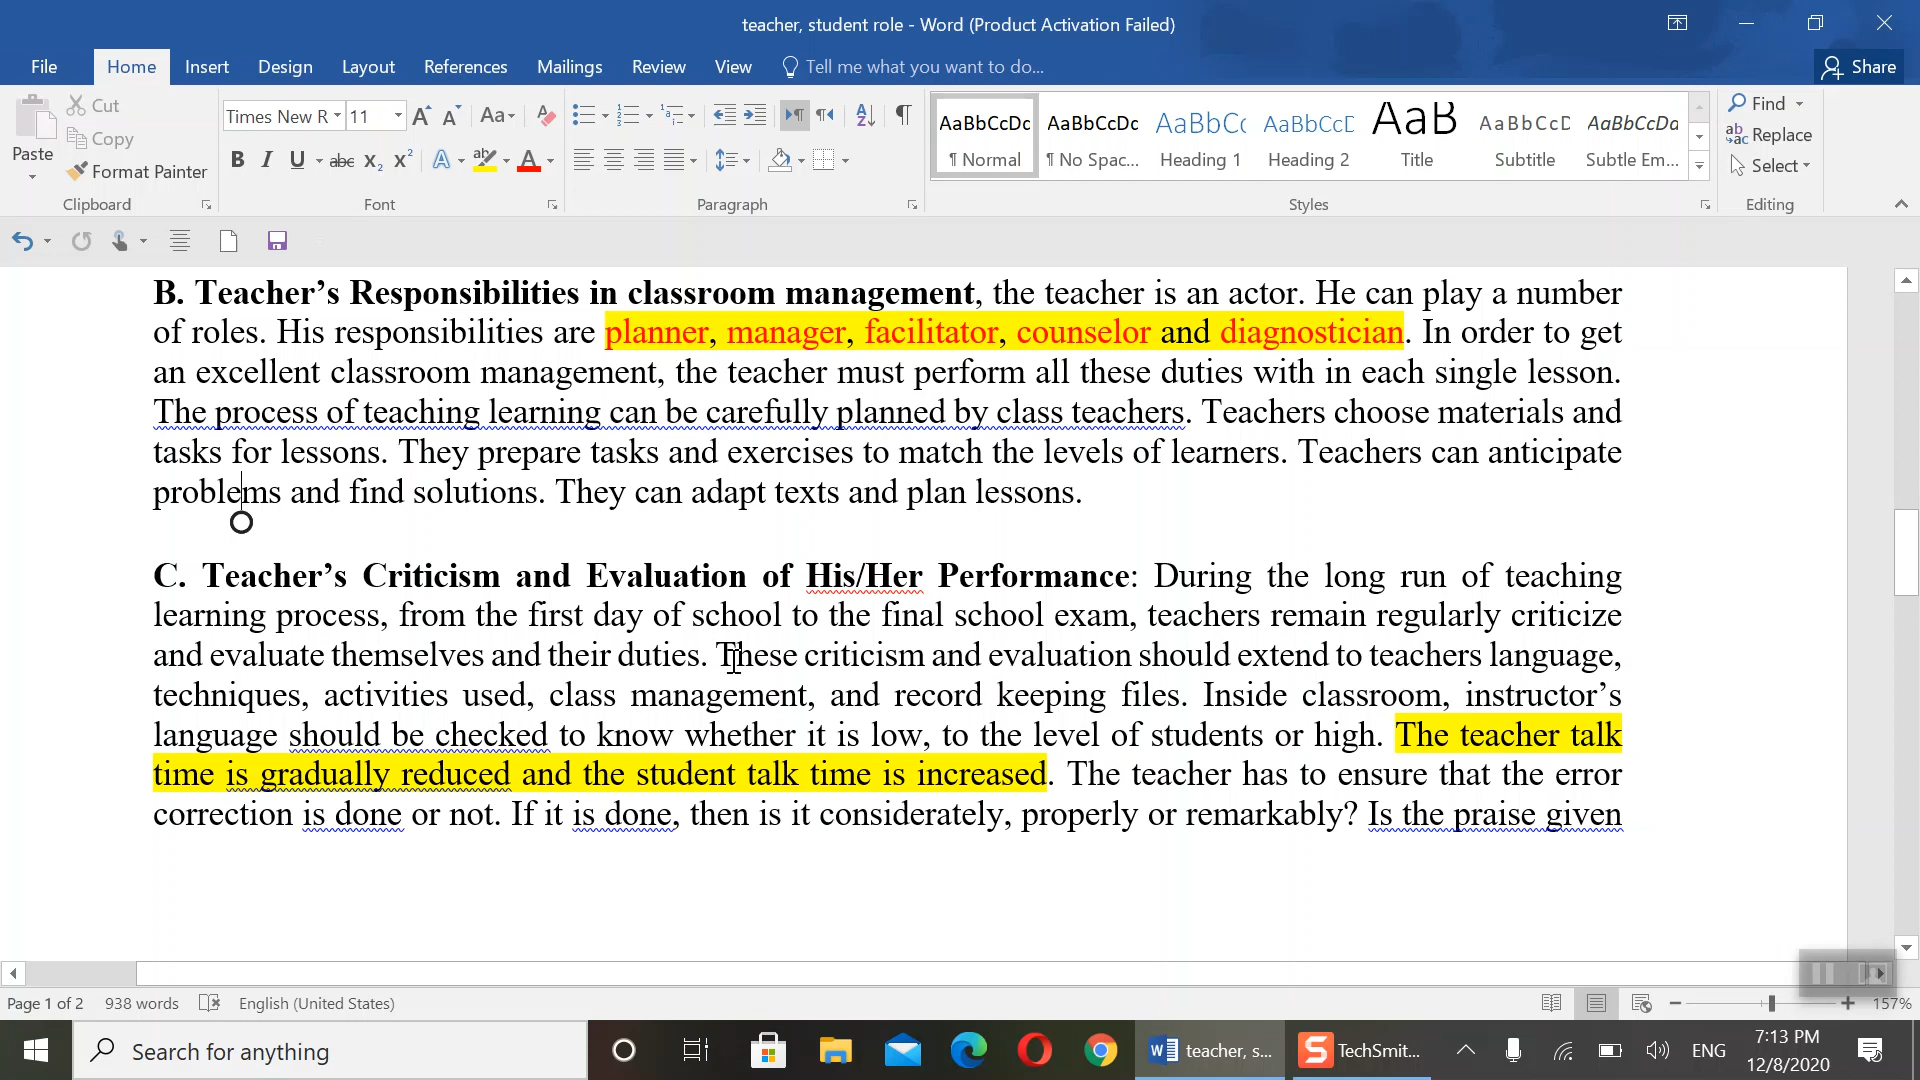 teacher, student role - Word (Product Activation Failed)
File Home Insert Design Layout References Mailings Review View Tell me what you want to do... Share
Cut
Copy
Paste
Format Painter
Times New R 11
AaBbCcDc AaBbCcDc AaBbCc AaBbCcD AaB AaBbCcD AaBbCcDa
¶ Normal ¶ No Spac... Heading 1 Heading 2 Title Subtitle Subtle Em...
Find
Replace
Select
Clipboard Font Paragraph Styles Editing
B. Teacher’s Responsibilities in classroom management, the teacher is an actor. He can play a number
of roles. His responsibilities are planner, manager, facilitator, counselor and diagnostician. In order to get
an excellent classroom management, the teacher must perform all these duties with in each single lesson.
The process of teaching learning can be carefully planned by class teachers. Teachers choose materials and
tasks for lessons. They prepare tasks and exercises to match the levels of learners. Teachers can anticipate
problems and find solutions. They can adapt texts and plan lessons.
C. Teacher’s Criticism and Evaluation of His/Her Performance: During the long run of teaching
learning process, from the first day of school to the final school exam, teachers remain regularly criticize
and evaluate themselves and their duties. These criticism and evaluation should extend to teachers language,
techniques, activities used, class management, and record keeping files. Inside classroom, instructor’s
language should be checked to know whether it is low, to the level of students or high. The teacher talk
time is gradually reduced and the student talk time is increased. The teacher has to ensure that the error
correction is done or not. If it is done, then is it considerately, properly or remarkably? Is the praise given
Page 1 of 2 938 words English (United States) 157%
Search for anything
teacher, s...
TechSmit...
ENG
7:13 PM
12/8/2020